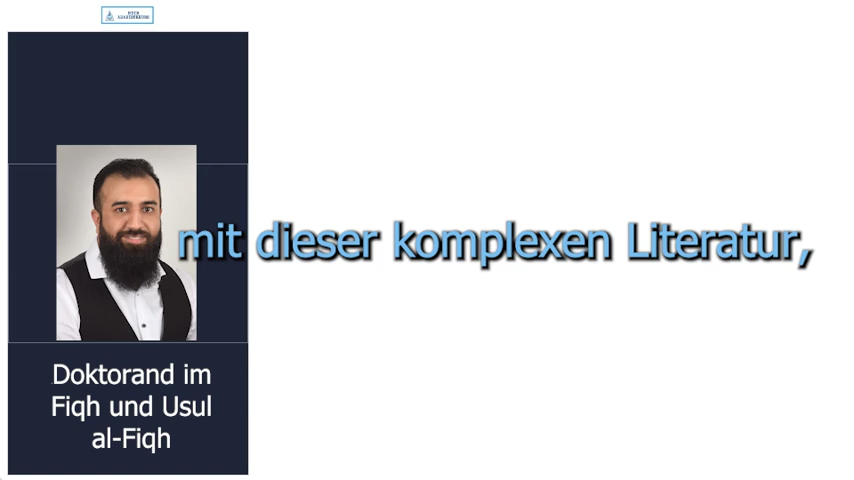 mit dieser komplexen Literatur,
Doktorand im
Fiqh und Usul
al-Fiqh